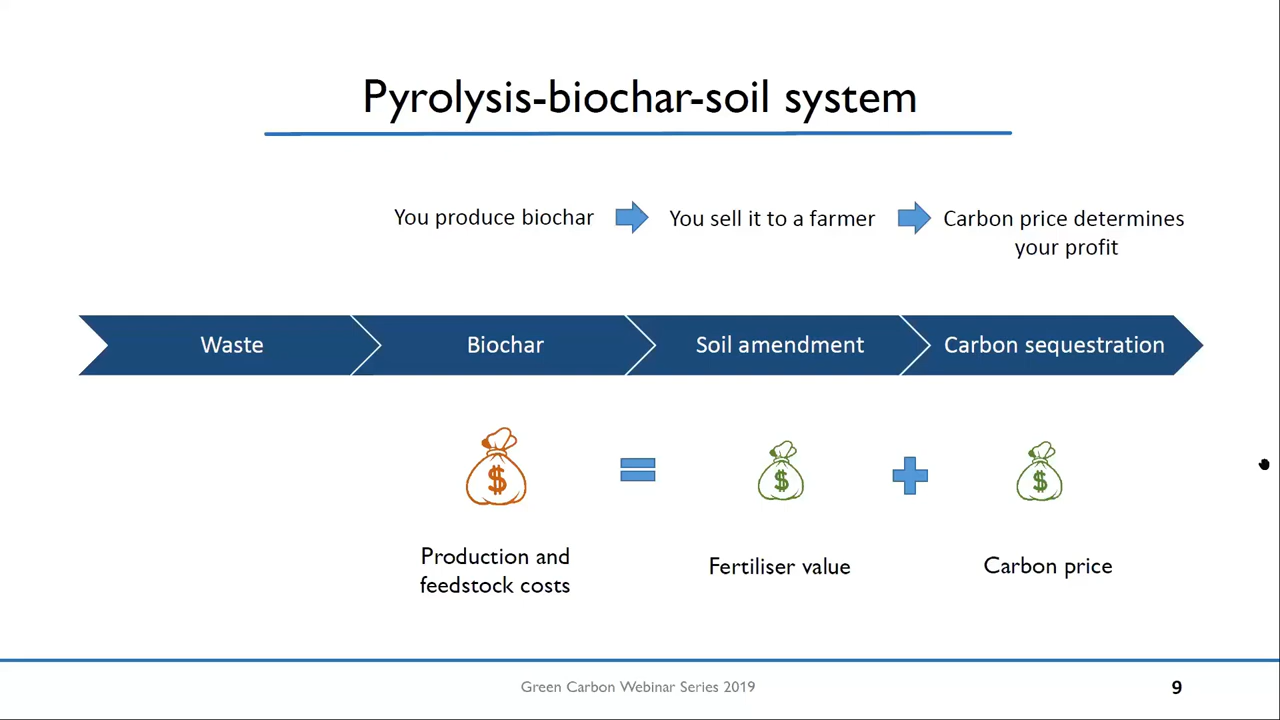 Pyrolysis-biochar-soil system
You produce biochar
You sell it to a farmer
Carbon price determines
your profit
Waste
Biochar
Soil amendment
Carbon sequestration
$
$
$
Production and
feedstock costs
Fertiliser value
Carbon price
Green Carbon Webinar Series 2019
9